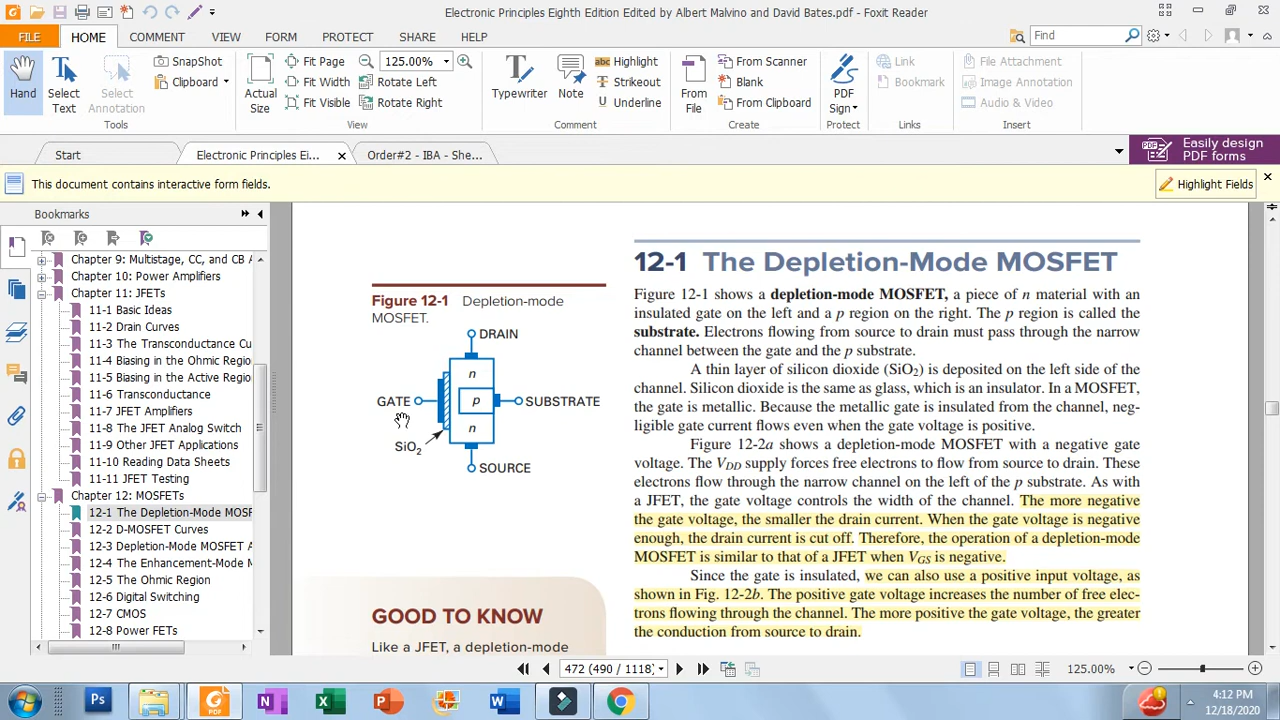 Electronic Principles Eighth Edition Edited by Albert Malvino and David Bates.pdf - Foxit Reader
FILE HOME COMMENT VIEW FORM PROTECT SHARE HELP
Find
Hand
Select Text
Select Annotation
SnapShot
Clipboard
Tools
Actual Size
Fit Page
Fit Width
Fit Visible
125.00%
Rotate Left
Rotate Right
View
Typewriter
Note
Highlight
Strikeout
Underline
Comment
From File
From Scanner
Blank
From Clipboard
Create
PDF Sign
Protect
Link
Bookmark
Links
File Attachment
Image Annotation
Audio & Video
Insert
Start
Electronic Principles Ei...
Order#2 - IBA - She...
Easily design PDF forms
This document contains interactive form fields.
Highlight Fields
Bookmarks
Chapter 9: Multistage, CC, and CB A
Chapter 10: Power Amplifiers
Chapter 11: JFETs
11-1 Basic Ideas
11-2 Drain Curves
11-3 The Transconductance Cu
11-4 Biasing in the Ohmic Regio
11-5 Biasing in the Active Region
11-6 Transconductance
11-7 JFET Amplifiers
11-8 The JFET Analog Switch
11-9 Other JFET Applications
11-10 Reading Data Sheets
11-11 JFET Testing
Chapter 12: MOSFETs
12-1 The Depletion-Mode MOSF
12-2 D-MOSFET Curves
12-3 Depletion-Mode MOSFET A
12-4 The Enhancement-Mode M
12-5 The Ohmic Region
12-6 Digital Switching
12-7 CMOS
12-8 Power FETs
Figure 12-1 Depletion-mode
MOSFET.
DRAIN
n
GATE
p
SUBSTRATE
n
SiO2
SOURCE
GOOD TO KNOW
Like a JFET, a depletion-mode
12-1 The Depletion-Mode MOSFET
Figure 12-1 shows a depletion-mode MOSFET, a piece of n material with an
insulated gate on the left and a p region on the right. The p region is called the
substrate. Electrons flowing from source to drain must pass through the narrow
channel between the gate and the p substrate.
A thin layer of silicon dioxide (SiO2) is deposited on the left side of the
channel. Silicon dioxide is the same as glass, which is an insulator. In a MOSFET,
the gate is metallic. Because the metallic gate is insulated from the channel, neg-
ligible gate current flows even when the gate voltage is positive.
Figure 12-2a shows a depletion-mode MOSFET with a negative gate
voltage. The VDD supply forces free electrons to flow from source to drain. These
electrons flow through the narrow channel on the left of the p substrate. As with
a JFET, the gate voltage controls the width of the channel. The more negative
the gate voltage, the smaller the drain current. When the gate voltage is negative
enough, the drain current is cut off. Therefore, the operation of a depletion-mode
MOSFET is similar to that of a JFET when VGS is negative.
Since the gate is insulated, we can also use a positive input voltage, as
shown in Fig. 12-2b. The positive gate voltage increases the number of free elec-
trons flowing through the channel. The more positive the gate voltage, the greater
the conduction from source to drain.
472 (490 / 1118)
125.00%
4:12 PM
12/18/2020